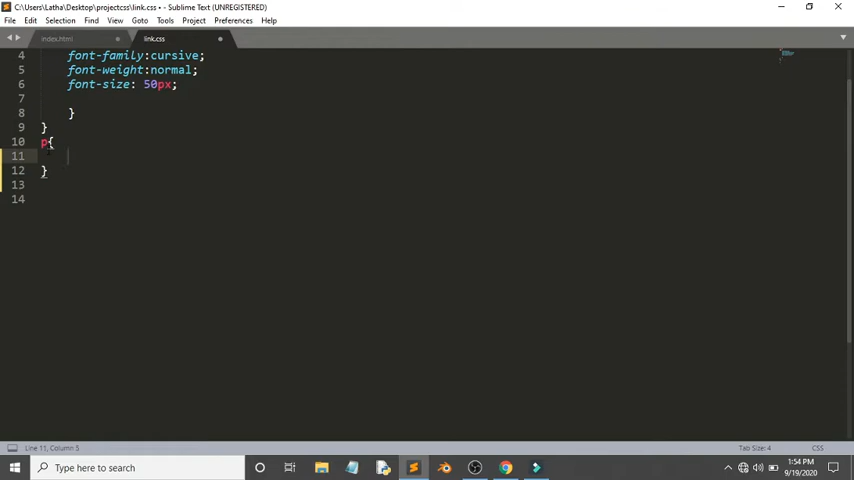 C:\Users\Latha\Desktop\projectcss\link.css • - Sublime Text (UNREGISTERED)
File Edit Selection Find View Goto Tools Project Preferences Help
index.html link.css
4 font-family:cursive;
5 font-weight:normal;
6 font-size: 50px;
7
8 }
9 }
10 p{
11
12 }
13
14
Line 11, Column 5 Tab Size: 4 CSS
Type here to search 1:54 PM
9/19/2020